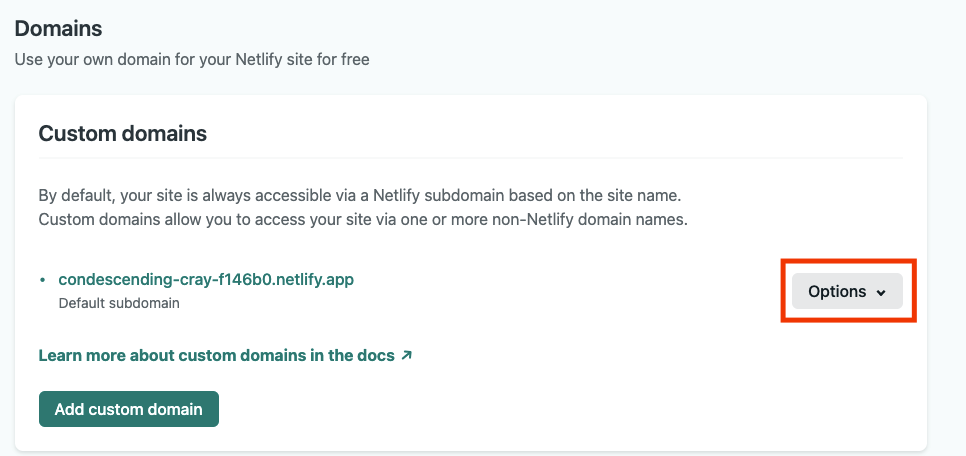 Domains
Use your own domain for your Netlify site for free
Custom domains
By default, your site is always accessible via a Netlify subdomain based on the site name.
Custom domains allow you to access your site via one or more non-Netlify domain names.
• condescending-cray-f146b0.netlify.app
Options
Default subdomain
Learn more about custom domains in the docs ↗
Add custom domain